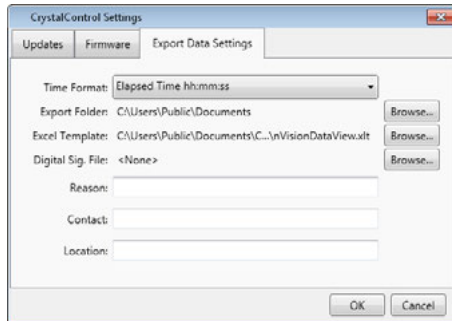 CrystalControl Settings
Updates Firmware Export Data Settings
Time Format: Elapsed Time hh:mm:ss
Export Folder: C:\Users\Public\Documents Browse...
Excel Template: C:\Users\Public\Documents\C...\nVisionDataView.xlt Browse...
Digital Sig. File: <None> Browse...
Reason:
Contact:
Location:
OK Cancel